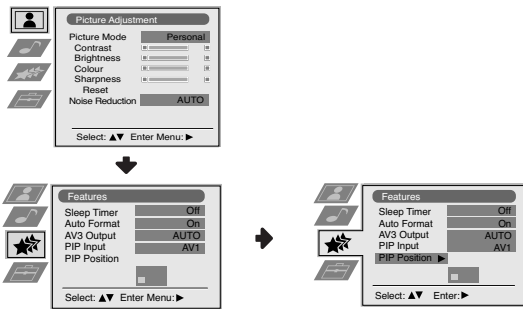 Picture Adjustment
Picture Mode Personal
Contrast
Brightness
Colour
Sharpness
Reset
Noise Reduction AUTO
Select: ▲▼ Enter Menu: ▶
Features
Sleep Timer Off
Auto Format On
AV3 Output AUTO
PIP Input AV1
PIP Position
Select: ▲▼ Enter Menu: ▶
Features
Sleep Timer Off
Auto Format On
AV3 Output AUTO
PIP Input AV1
PIP Position ▶
Select: ▲▼ Enter: ▶